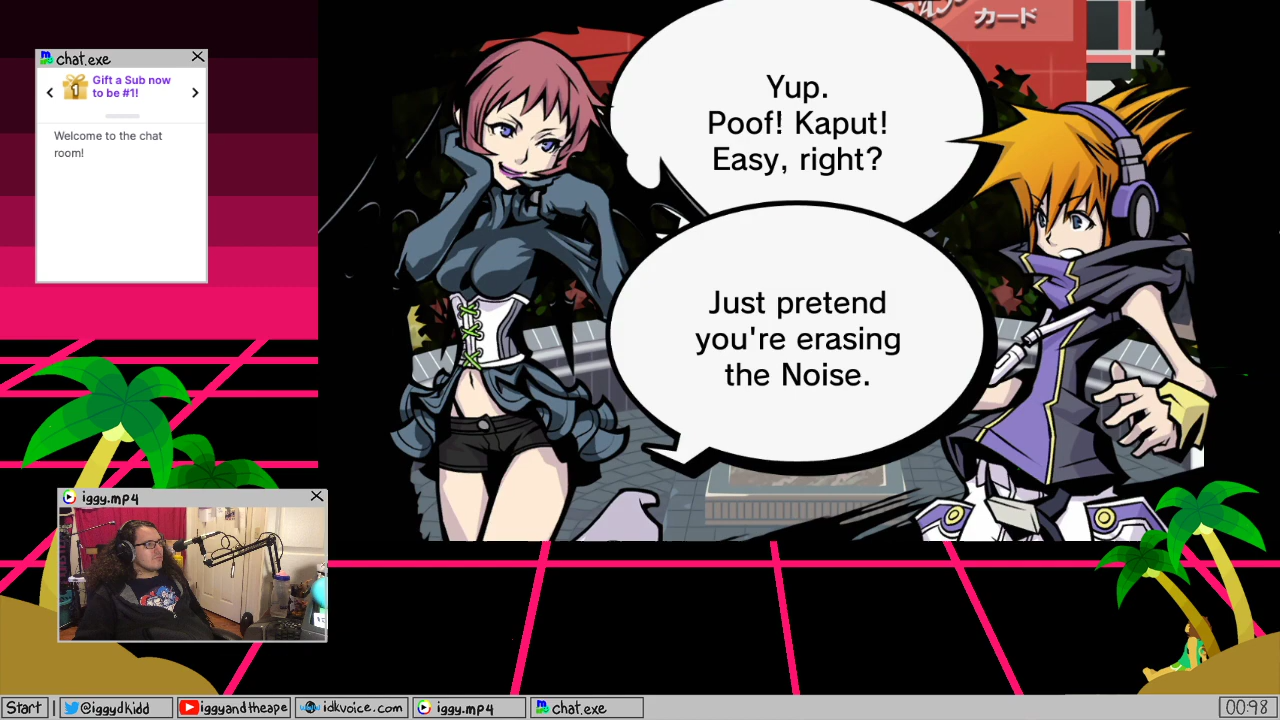 chat.exe
Gift a Sub now
to be #1!
1
Welcome to the chat
room!
カード
Yup.
Poof! Kaput!
Easy, right?
Just pretend
you're erasing
the Noise.
iggy.mp4
Start
@iggydkidd
iggyandtheape
www
idkvoice.com
iggy.mp4
chat.exe
00:98